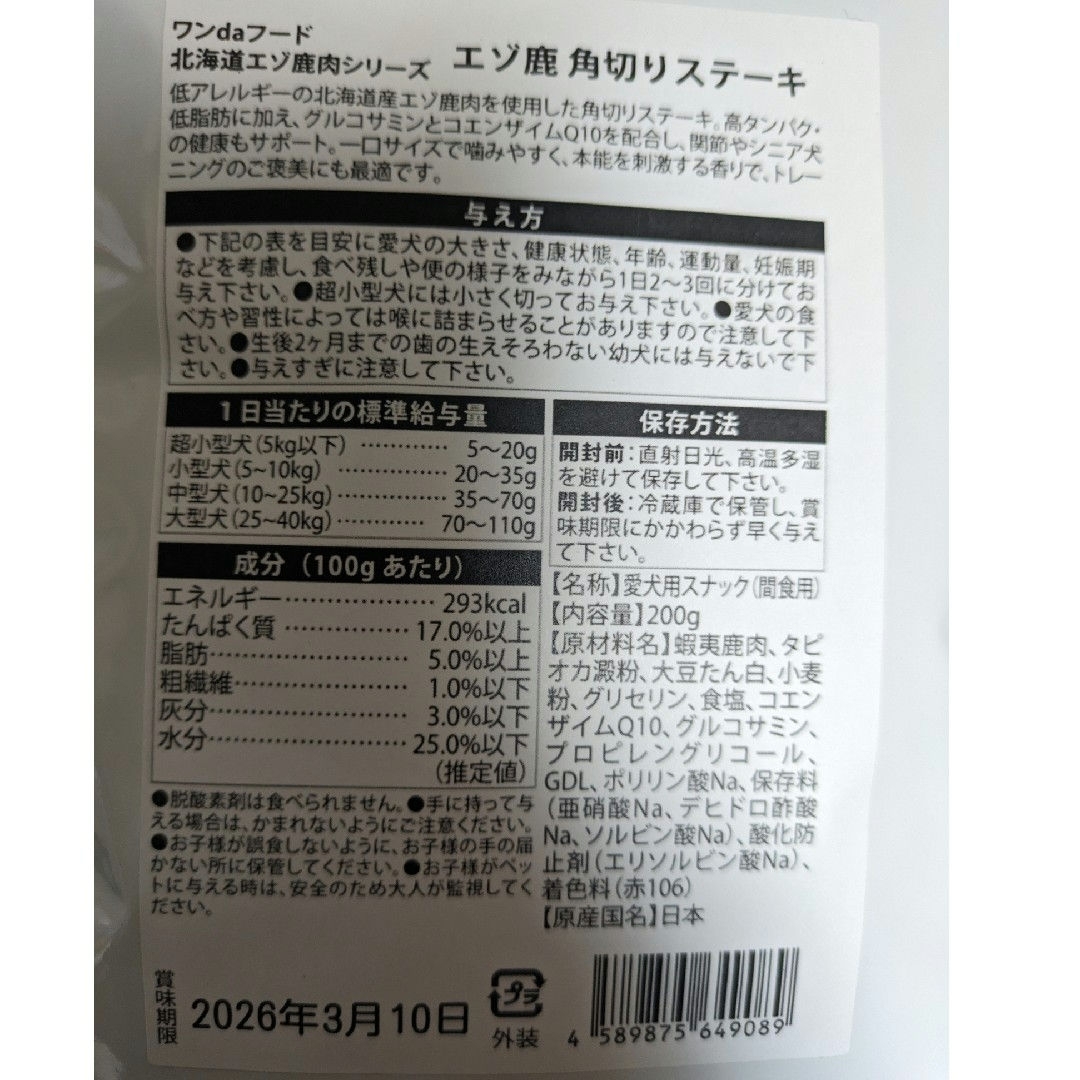 ワンdaフード
北海道エゾ鹿肉シリーズ エゾ鹿 角切りステーキ
低アレルギーの北海道産エゾ鹿肉を使用した角切りステーキ。高タンパク・
低脂肪に加え、グルコサミンとコエンザイムQ10を配合し、関節やシニア犬
の健康もサポート。一口サイズで噛みやすく、本能を刺激する香りで、トレー
ニングのご褒美にも最適です。
与え方
●下記の表を目安に愛犬の大きさ、健康状態、年齢、運動量、妊娠期
などを考慮し、食べ残しや便の様子をみながら1日2〜3回に分けてお
与え下さい。●超小型犬には小さく切ってお与え下さい。●愛犬の食
べ方や習性によっては喉に詰まらせることがありますので注意して下
さい。●生後2ヶ月までの歯の生えそろわない幼犬には与えないで下
さい。●与えすぎに注意して下さい。
1日当たりの標準給与量
超小型犬(5kg以下) ………… 5〜20g
小型犬(5~10kg) ………… 20〜35g
中型犬(10~25kg)………… 35〜70g
大型犬(25~40kg)………… 70〜110g
成分(100gあたり)
エネルギー………… 293kcal
たんぱく質 ………… 17.0%以上
脂肪………… 5.0%以上
粗繊維………… 1.0%以下
灰分………… 3.0%以下
水分………… 25.0%以下
(推定値)
●脱酸素剤は食べられません。●手に持って与
える場合は、かまれないようにご注意ください。
●お子様が誤食しないように、お子様の手の届
かない所に保管してください。●お子様がペッ
トに与える時は、安全のため大人が監視してく
ださい。
保存方法
開封前:直射日光、高温多湿
を避けて保存して下さい。
開封後:冷蔵庫で保管し、賞
味期限にかかわらず早く与え
て下さい。
【名称】愛犬用スナック(間食用)
【内容量】200g
【原材料名】蝦夷鹿肉、タピ
オカ澱粉、大豆たん白、小麦
粉、グリセリン、食塩、コエン
ザイムQ10、グルコサミン、
プロピレングリコール、
GDL、ポリリン酸Na、保存料
(亜硝酸Na、デヒドロ酢酸
Na、ソルビン酸Na)、酸化防
止剤(エリソルビン酸Na)、
着色料(赤106)
【原産国名】日本
賞味期限 2026年3月10日
プラ
外装
4 589875 649089